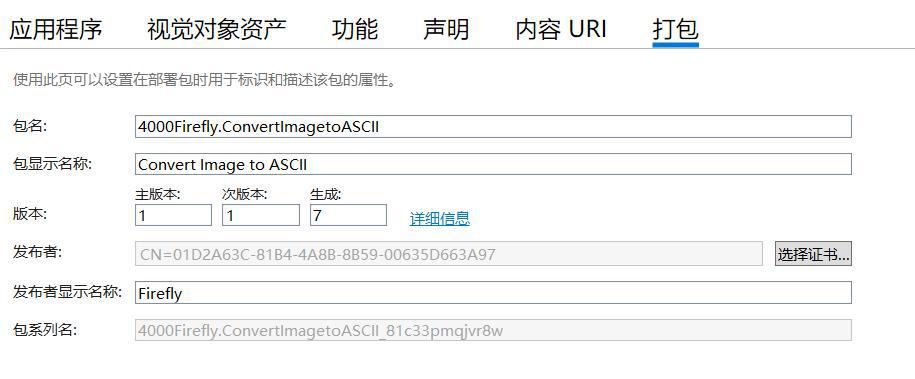 应用程序 视觉对象资产 功能 声明 内容 URI 打包
使用此页可以设置在部署包时用于标识和描述该包的属性。
包名: 4000Firefly.ConvertImagetoASCII
包显示名称: Convert Image to ASCII
主版本: 次版本: 生成:
版本: 1 1 7 详细信息
发布者: CN=01D2A63C-81B4-4A8B-8B59-00635D663A97 选择证书...
发布者显示名称: Firefly
包系列名: 4000Firefly.ConvertImagetoASCII_81c33pmqjvr8w